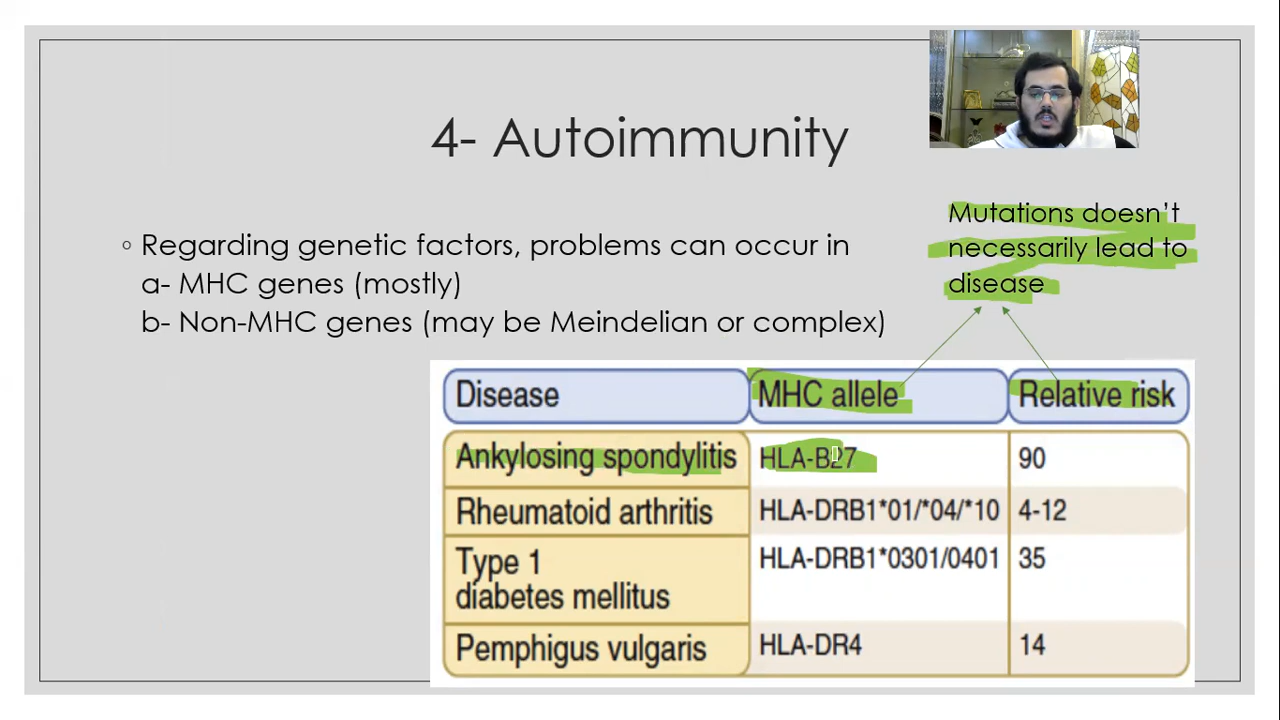 4- Autoimmunity
Mutations doesn't
necessarily lead to
disease
◦ Regarding genetic factors, problems can occur in
a- MHC genes (mostly)
b- Non-MHC genes (may be Meindelian or complex)
Disease MHC allele Relative risk
Ankylosing spondylitis HLA-B27 90
Rheumatoid arthritis HLA-DRB1*01/*04/*10 4-12
Type 1 HLA-DRB1*0301/0401 35
diabetes mellitus
Pemphigus vulgaris HLA-DR4 14